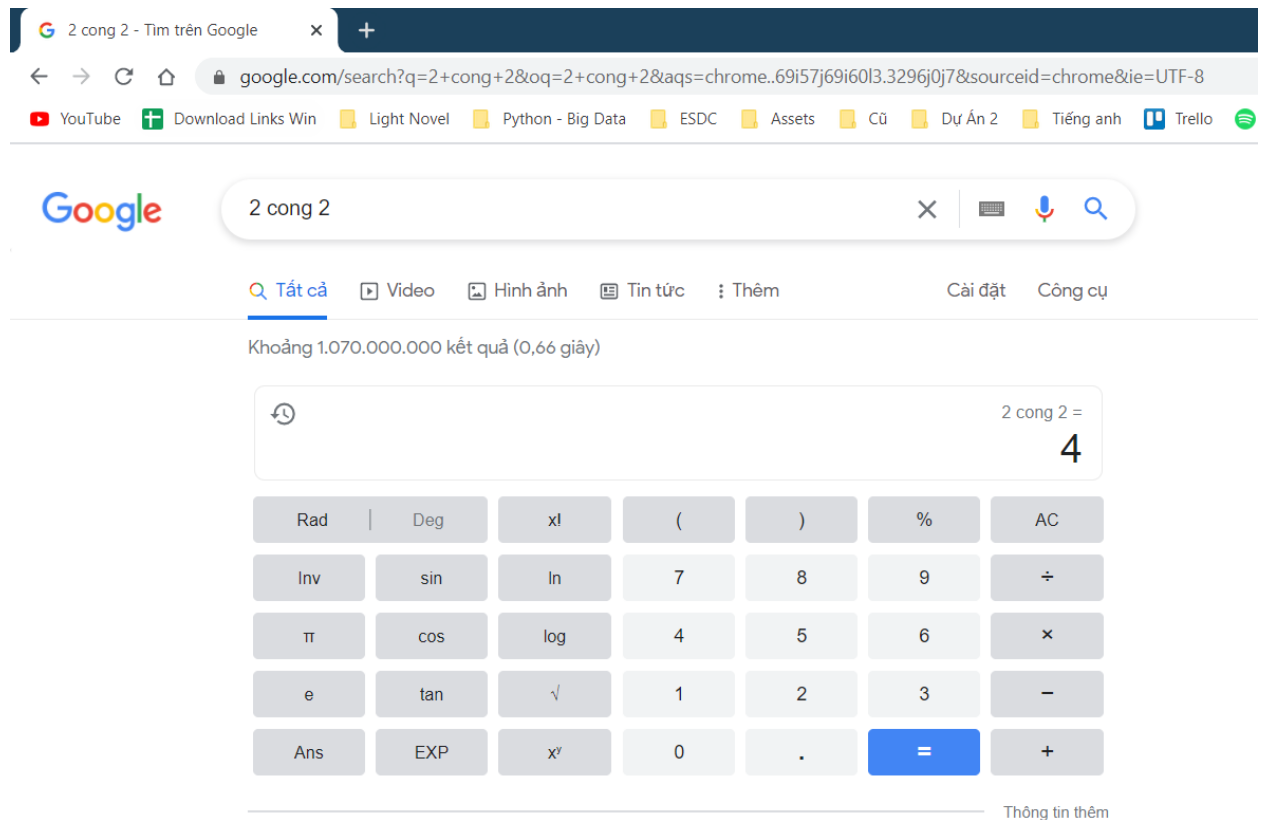 2 cong 2 - Tìm trên Google
google.com/search?q=2+cong+2&oq=2+cong+2&aqs=chrome..69i57j69i60l3.3296j0j7&sourceid=chrome&ie=UTF-8
YouTube Download Links Win Light Novel Python - Big Data ESDC Assets Cũ Dự Án 2 Tiếng anh Trello
Google 2 cong 2
Tất cả Video Hình ảnh Tin tức Thêm Cài đặt Công cụ
Khoảng 1.070.000.000 kết quả (0,66 giây)
2 cong 2 =
4
Rad | Deg x! ( ) % AC
Inv sin ln 7 8 9 ÷
π cos log 4 5 6 ×
e tan √ 1 2 3 −
Ans EXP xʸ 0 . = +
Thông tin thêm